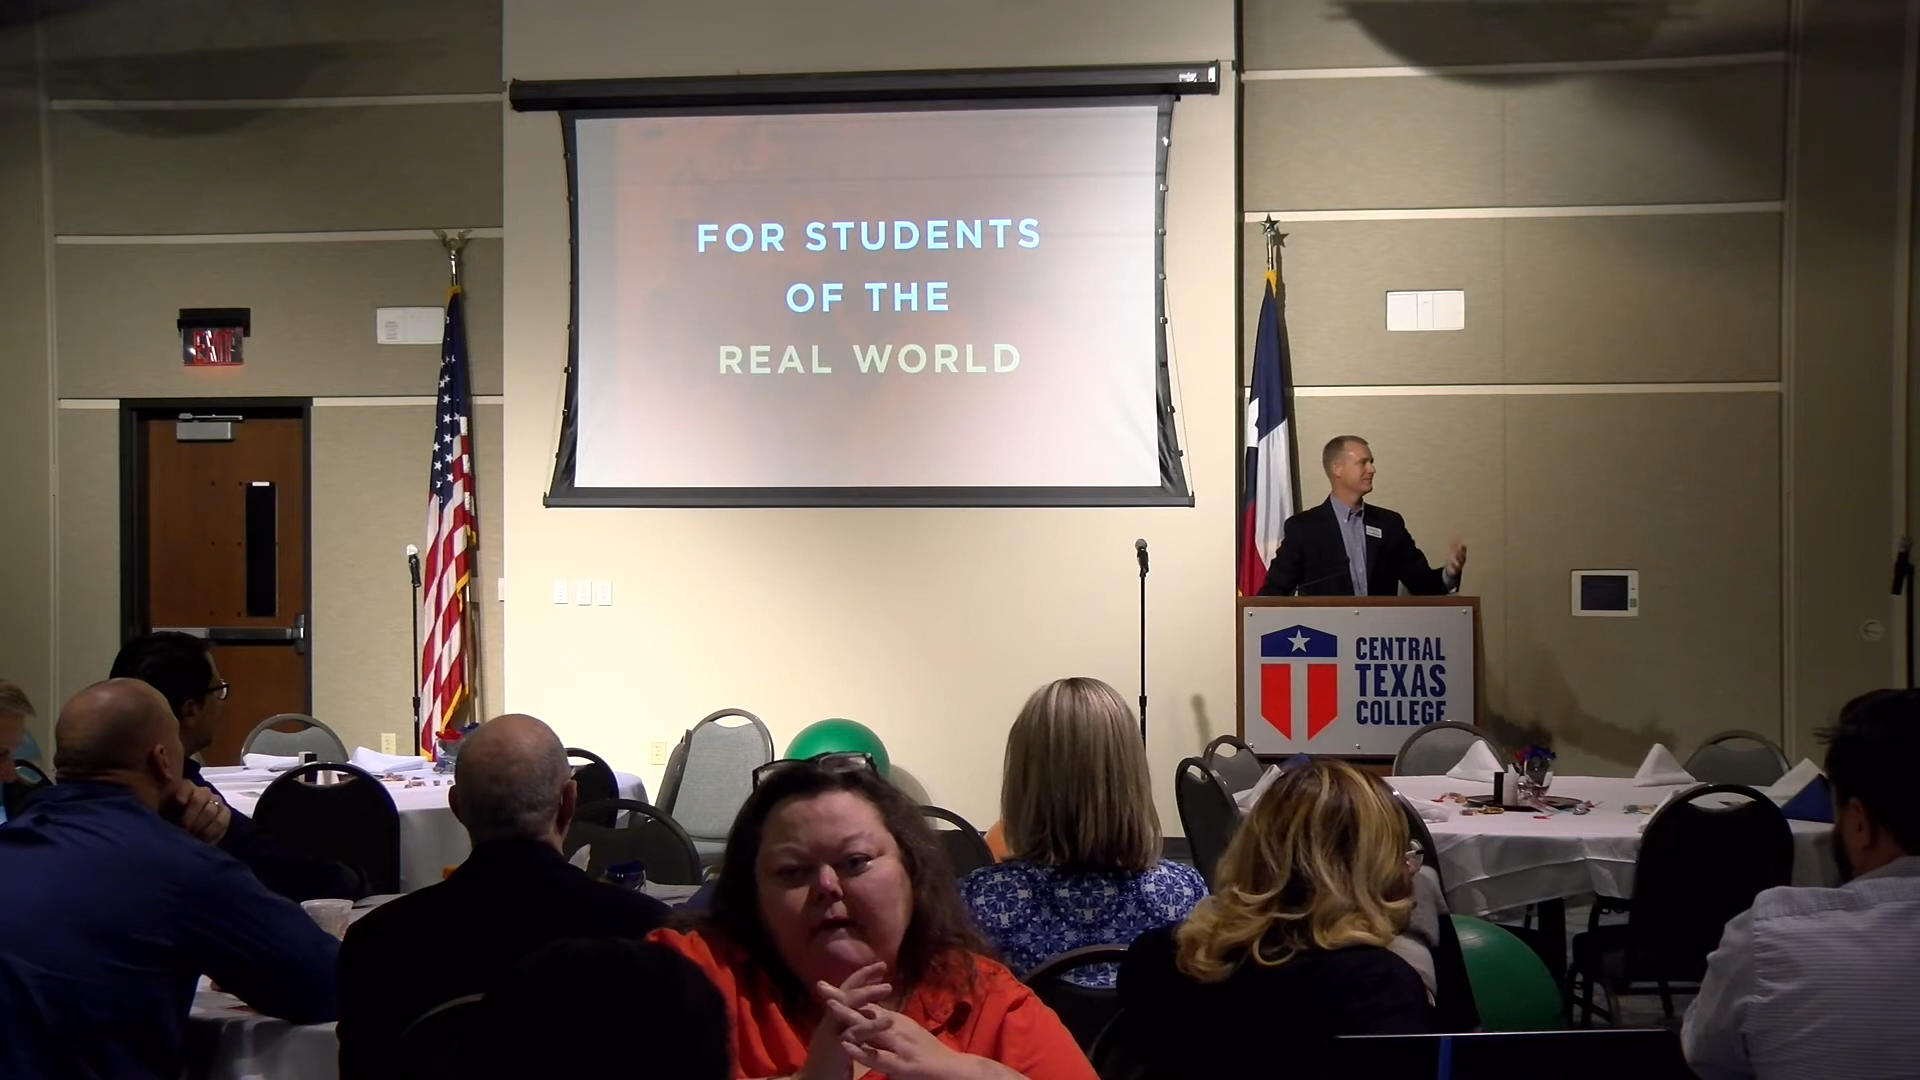 FOR STUDENTS
OF THE
REAL WORLD
EXIT
CENTRAL
TEXAS
COLLEGE